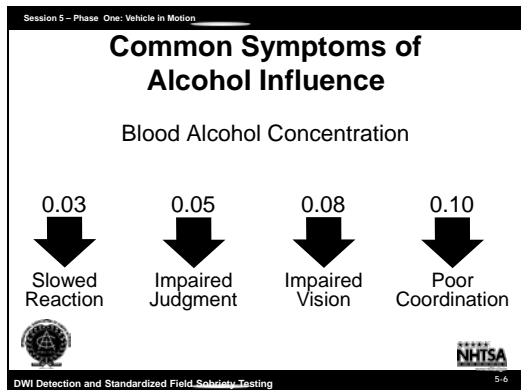 Session 5 – Phase One: Vehicle in Motion
Common Symptoms of
Alcohol Influence
Blood Alcohol Concentration
0.03
0.05
0.08
0.10
Slowed
Reaction
Impaired
Judgment
Impaired
Vision
Poor
Coordination
NHTSA
DWI Detection and Standardized Field Sobriety Testing
5-6